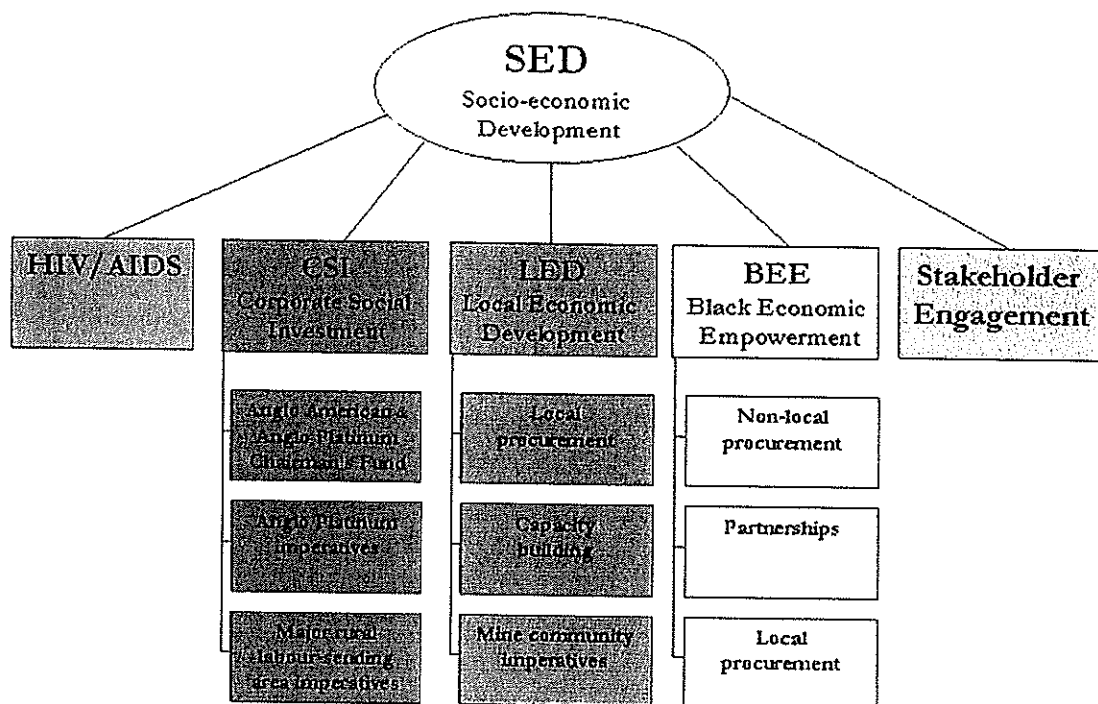 SED
Socio-economic
Development
HIV/AIDS
CSI
Corporate Social
Investment
LED
Local Economic
Development
BEE
Black Economic
Empowerment
Stakeholder
Engagement
Anglo American &
Anglo Platinum
Chairman's Fund
Anglo Platinum
imperatives
Major rural
labour-sending
area imperatives
Local
procurement
Capacity
building
Mine community
imperatives
Non-local
procurement
Partnerships
Local
procurement